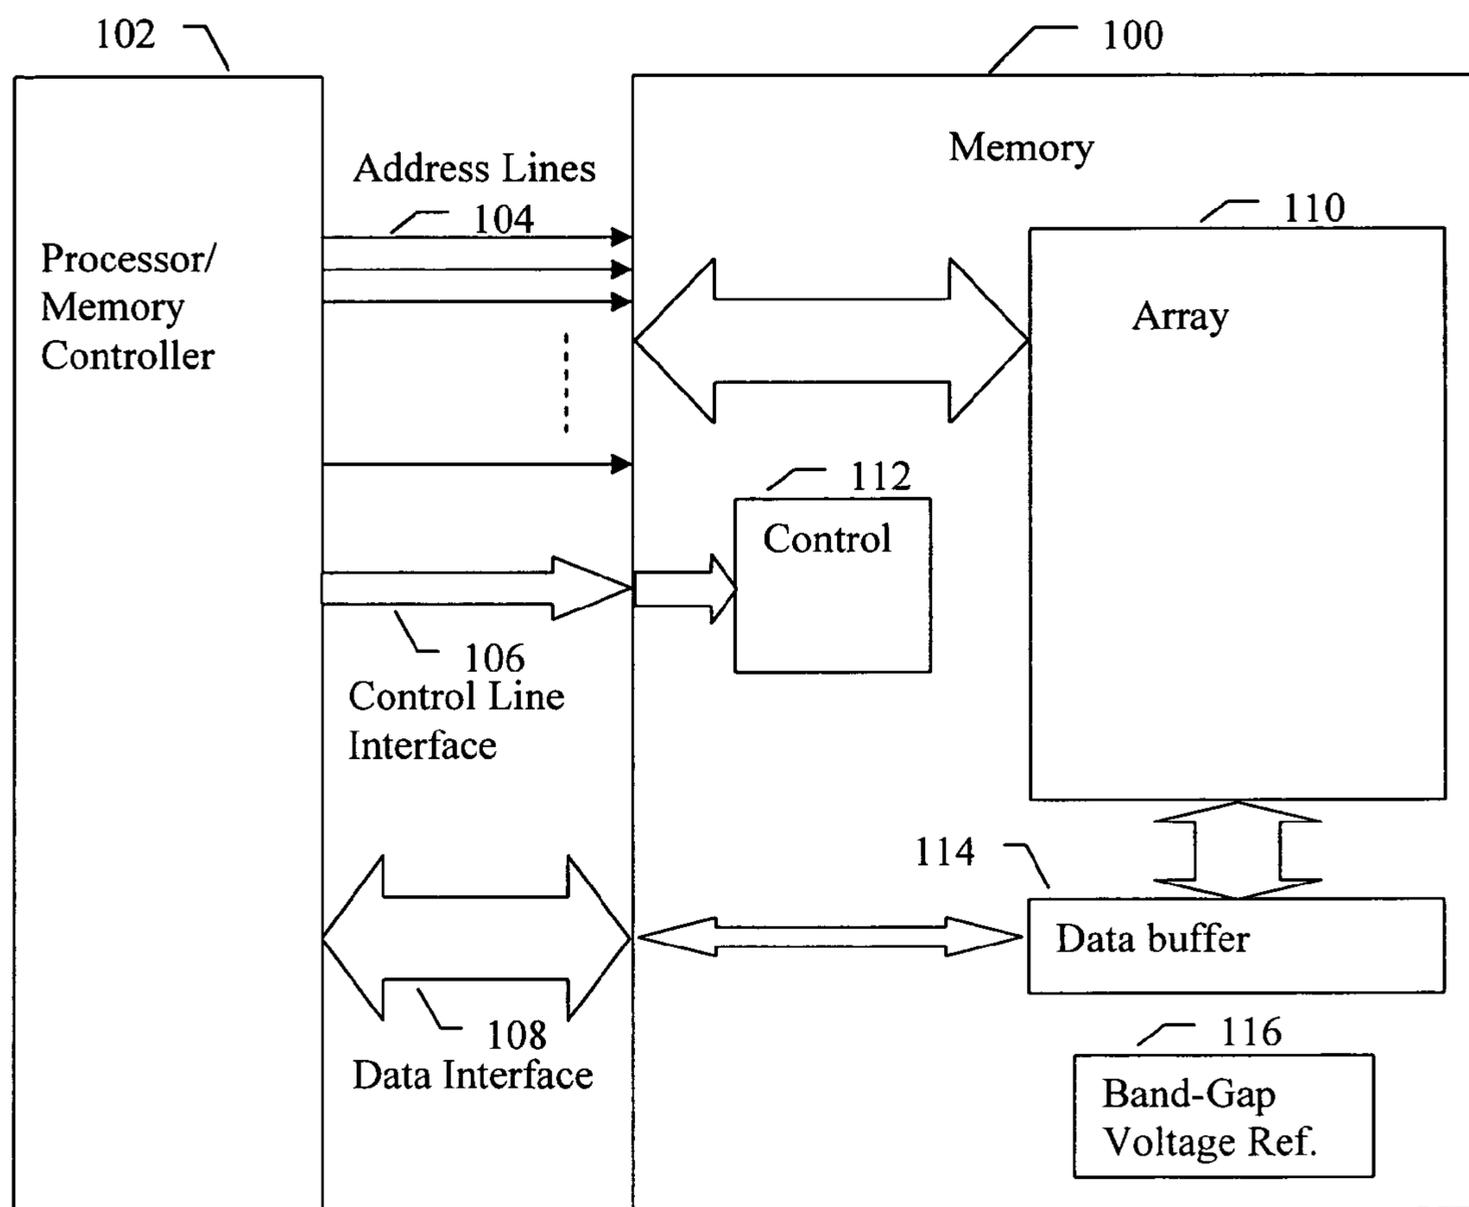 102
100
Memory
Address Lines
104
110
Processor/
Memory
Controller
Array
112
Control
106
Control Line
Interface
114
Data buffer
108
Data Interface
116
Band-Gap
Voltage Ref.